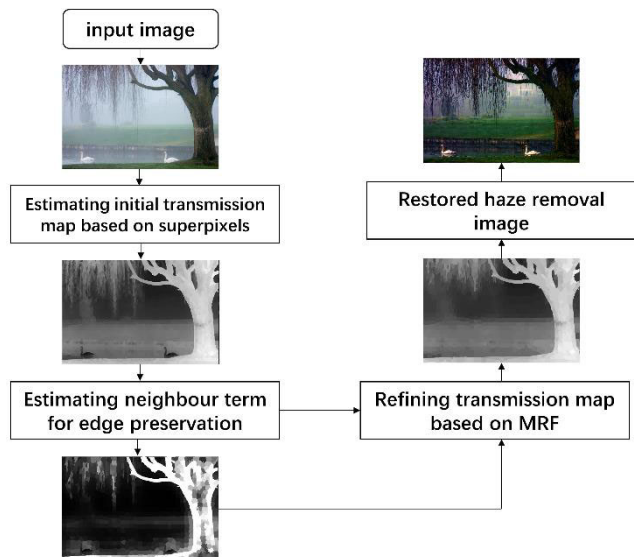 input image
Estimating initial transmission
map based on superpixels
Estimating neighbour term
for edge preservation
Restored haze removal
image
Refining transmission map
based on MRF